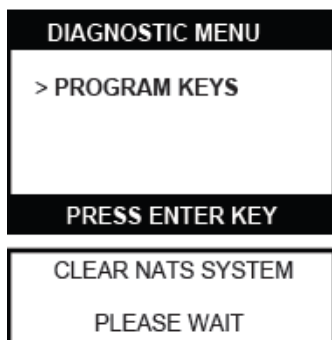 DIAGNOSTIC MENU
> PROGRAM KEYS
PRESS ENTER KEY
CLEAR NATS SYSTEM
PLEASE WAIT